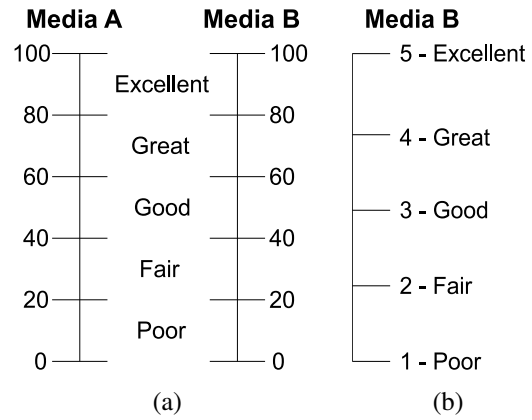 Media A
Media B
Media B
100
100
5 - Excellent
Excellent
80
80
4 - Great
Great
60
60
Good
3 - Good
40
40
Fair
2 - Fair
20
20
Poor
0
0
1 - Poor
(a)
(b)